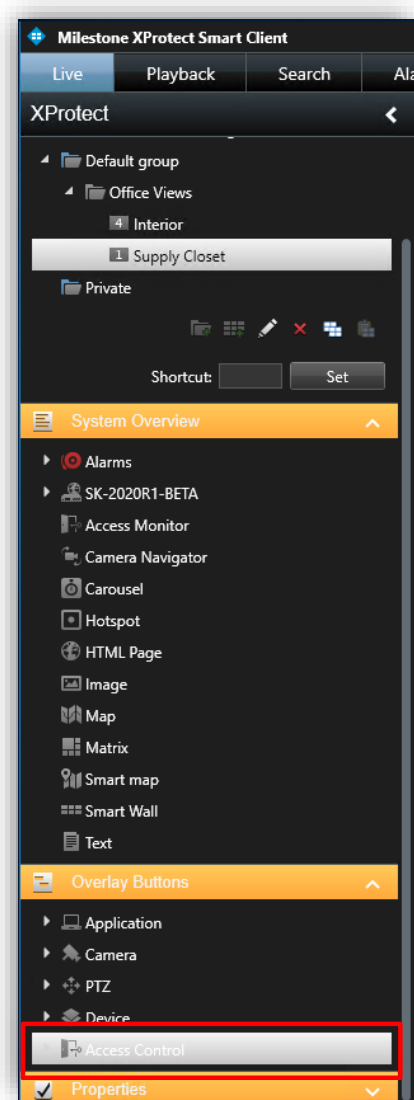 Milestone XProtect Smart Client
Live Playback Search Ala
XProtect
Default group
Office Views
4 Interior
1 Supply Closet
Private
Shortcut: Set
System Overview
Alarms
SK-2020R1-BETA
Access Monitor
Camera Navigator
Carousel
Hotspot
HTML Page
Image
Map
Matrix
Smart map
Smart Wall
Text
Overlay Buttons
Application
Camera
PTZ
Device
Access Control
Properties